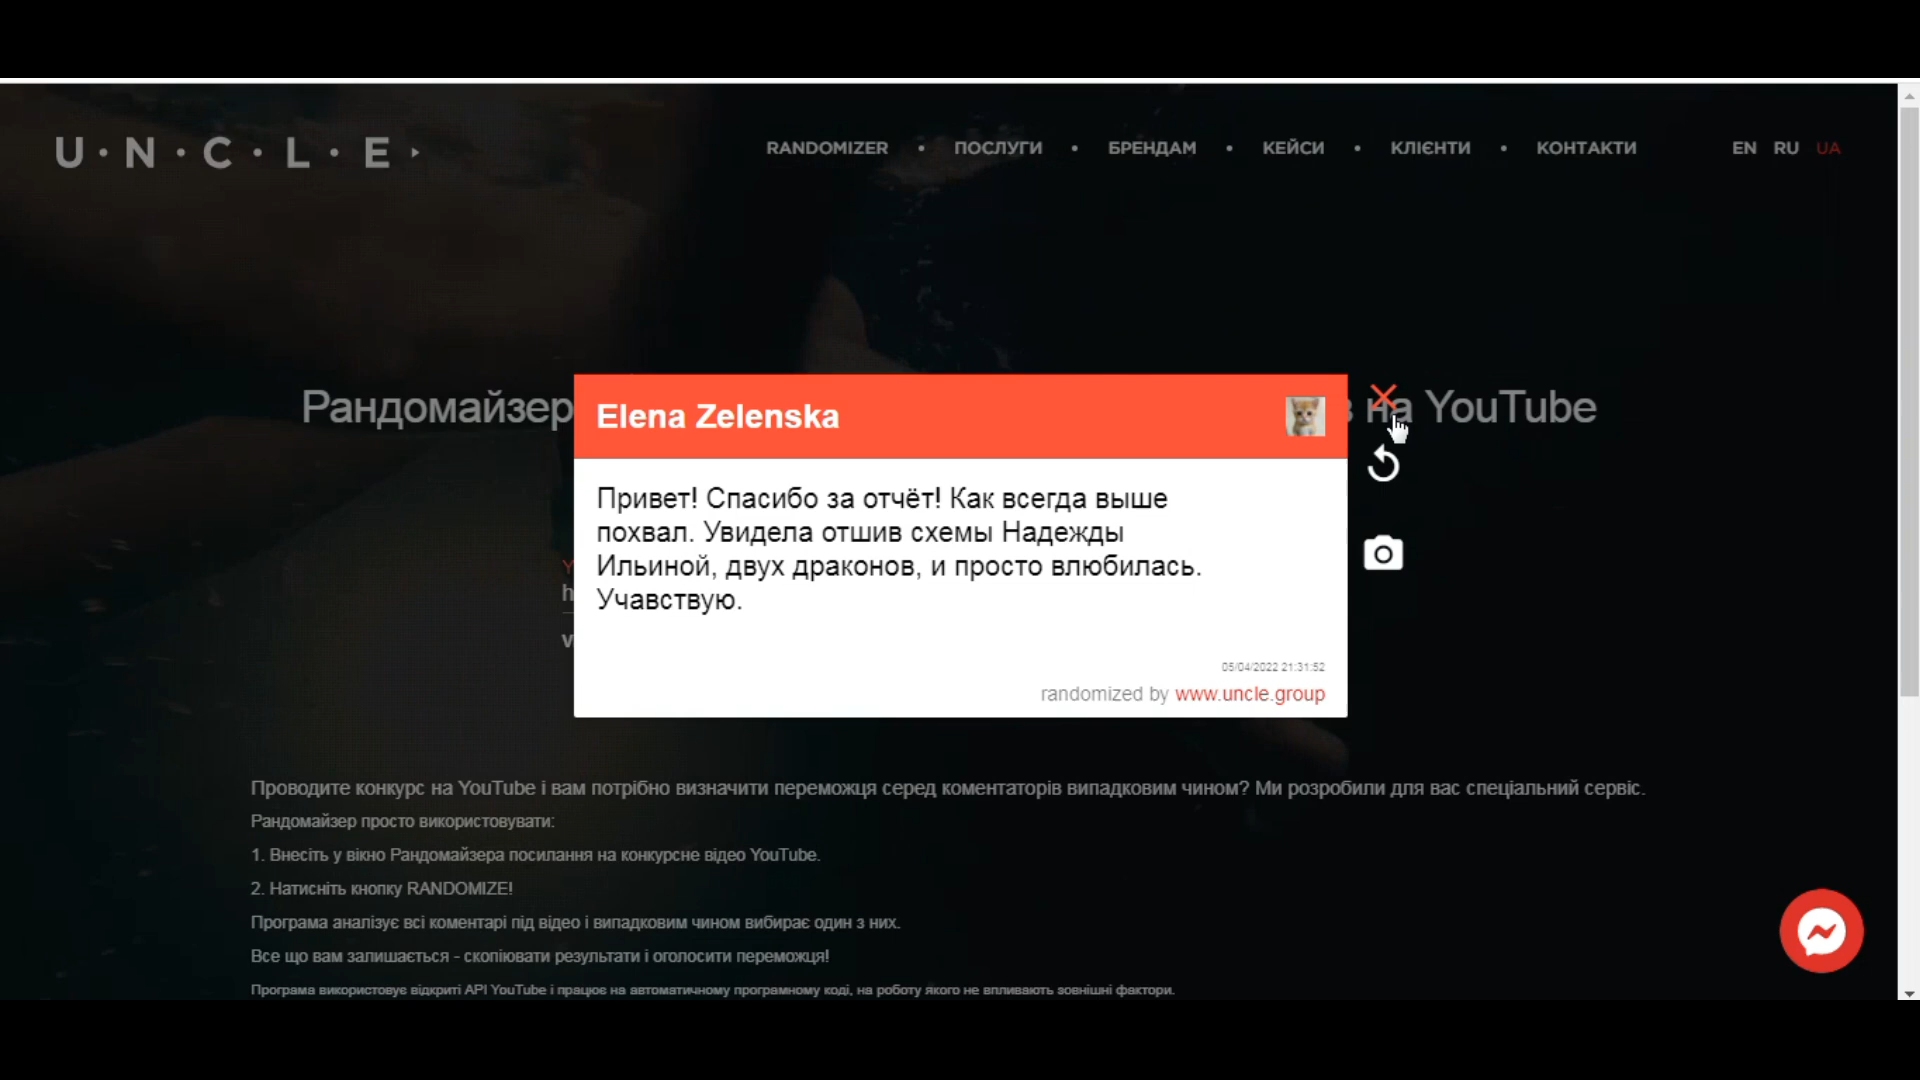 U·N·C·L·E
RANDOMIZER • ПОСЛУГИ • БРЕНДАМ • КЕЙСИ • КЛІЄНТИ • КОНТАКТИ
EN RU UA
Рандомайзер
на YouTube
Elena Zelenska
Привет! Спасибо за отчёт! Как всегда выше
похвал. Увидела отшив схемы Надежды
Ильиной, двух драконов, и просто влюбилась.
Учавствую.
05/04/2022 21:31:52
randomized by www.uncle.group
Проводите конкурс на YouTube і вам потрібно визначити переможця серед коментаторів випадковим чином? Ми розробили для вас спеціальний сервіс.
Рандомайзер просто використовувати:
1. Внесіть у вікно Рандомайзера посилання на конкурсне відео YouTube.
2. Натисніть кнопку RANDOMIZE!
Програма аналізує всі коментарі під відео і випадковим чином вибирає один з них.
Все що вам залишається - скопіювати результати і оголосити переможця!
Програма використовує відкриті API YouTube і працює на автоматичному програмному коді, на роботу якого не впливають зовнішні фактори.